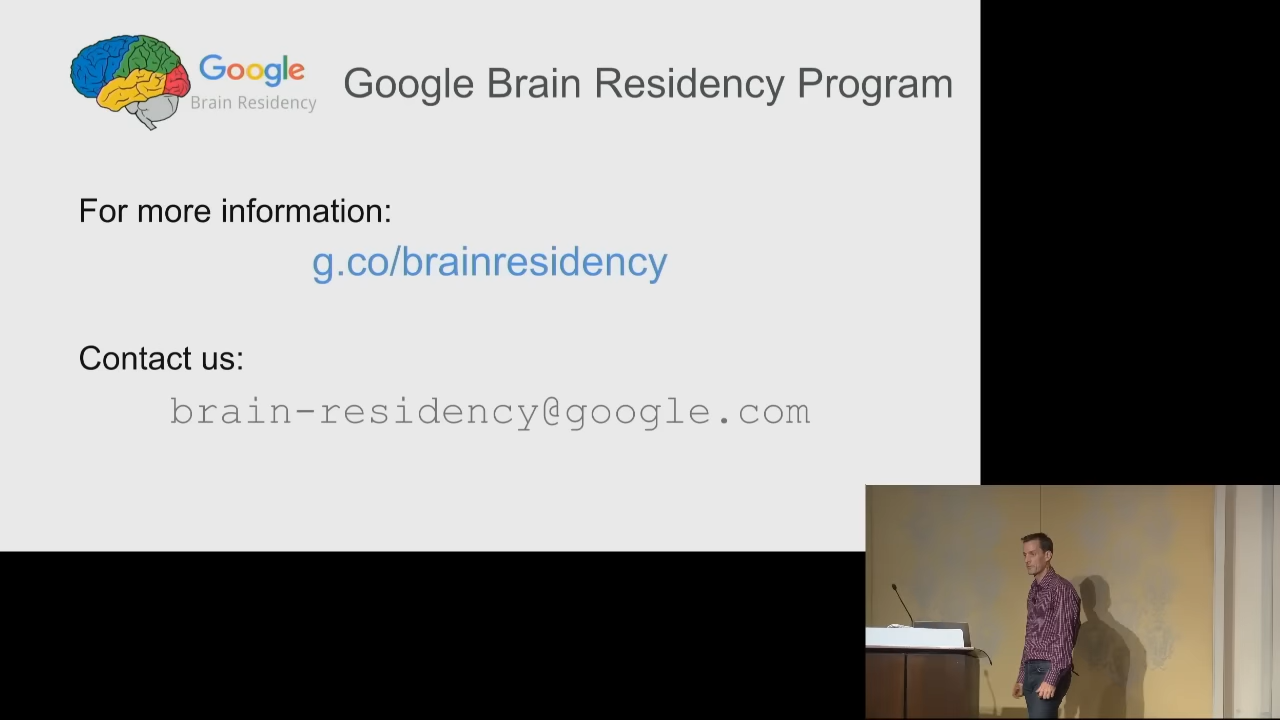 Google
Brain Residency
Google Brain Residency Program
For more information:
g.co/brainresidency
Contact us:
brain-residency@google.com